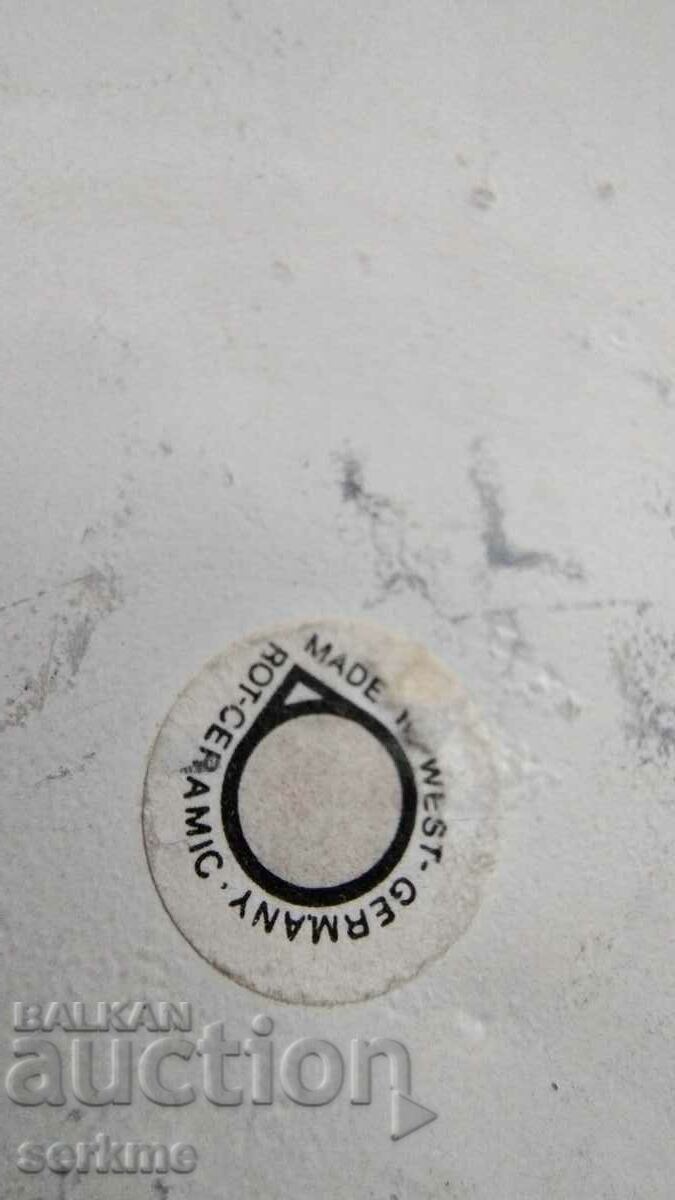 MADE IN WEST-GERMANY
ROT-CERAMIC.
BALKAN
auction
serkme